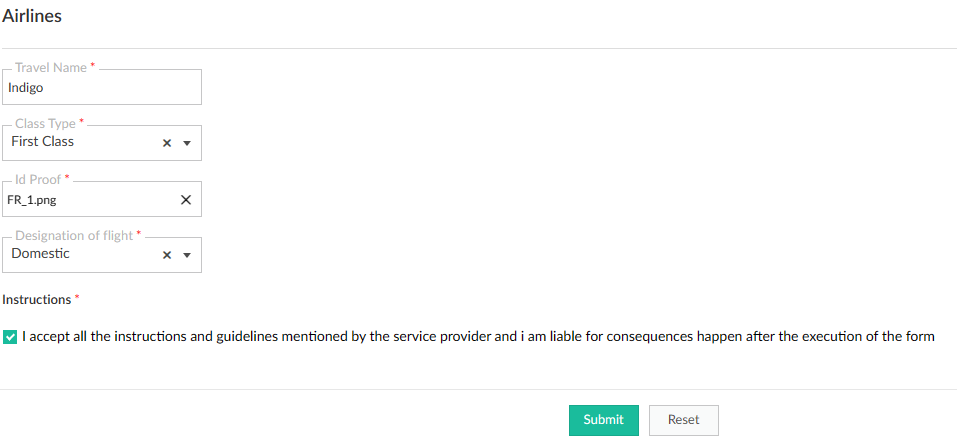 Airlines
Travel Name *
Indigo
Class Type *
First Class
Id Proof *
FR_1.png
Designation of flight *
Domestic
Instructions *
I accept all the instructions and guidelines mentioned by the service provider and i am liable for consequences happen after the execution of the form
Submit Reset